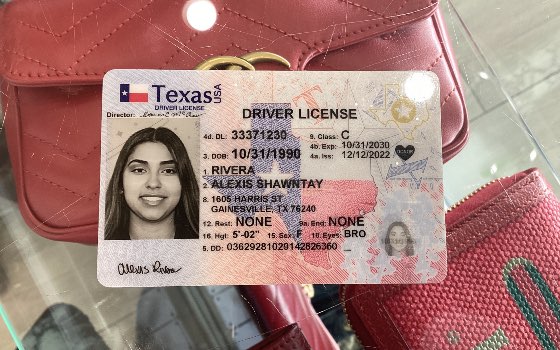 Texas
USA
DRIVER LICENSE
Director:
DRIVER LICENSE
4d. DL: 33371230 9. Class: C
4b. Exp: 10/31/2030
3. DOB: 10/31/1990 4a. Iss: 12/12/2022
DONOR
1. RIVERA
2. ALEXIS SHAWNTAY
8. 1605 HARRIS ST
GAINESVILLE, TX 76240
12. Rest: NONE 9a. End: NONE
16. Hgt: 5'-02" 15. Sex: F 18. Eyes: BRO
5. DD: 03629281029142826360
Alexis Rivera